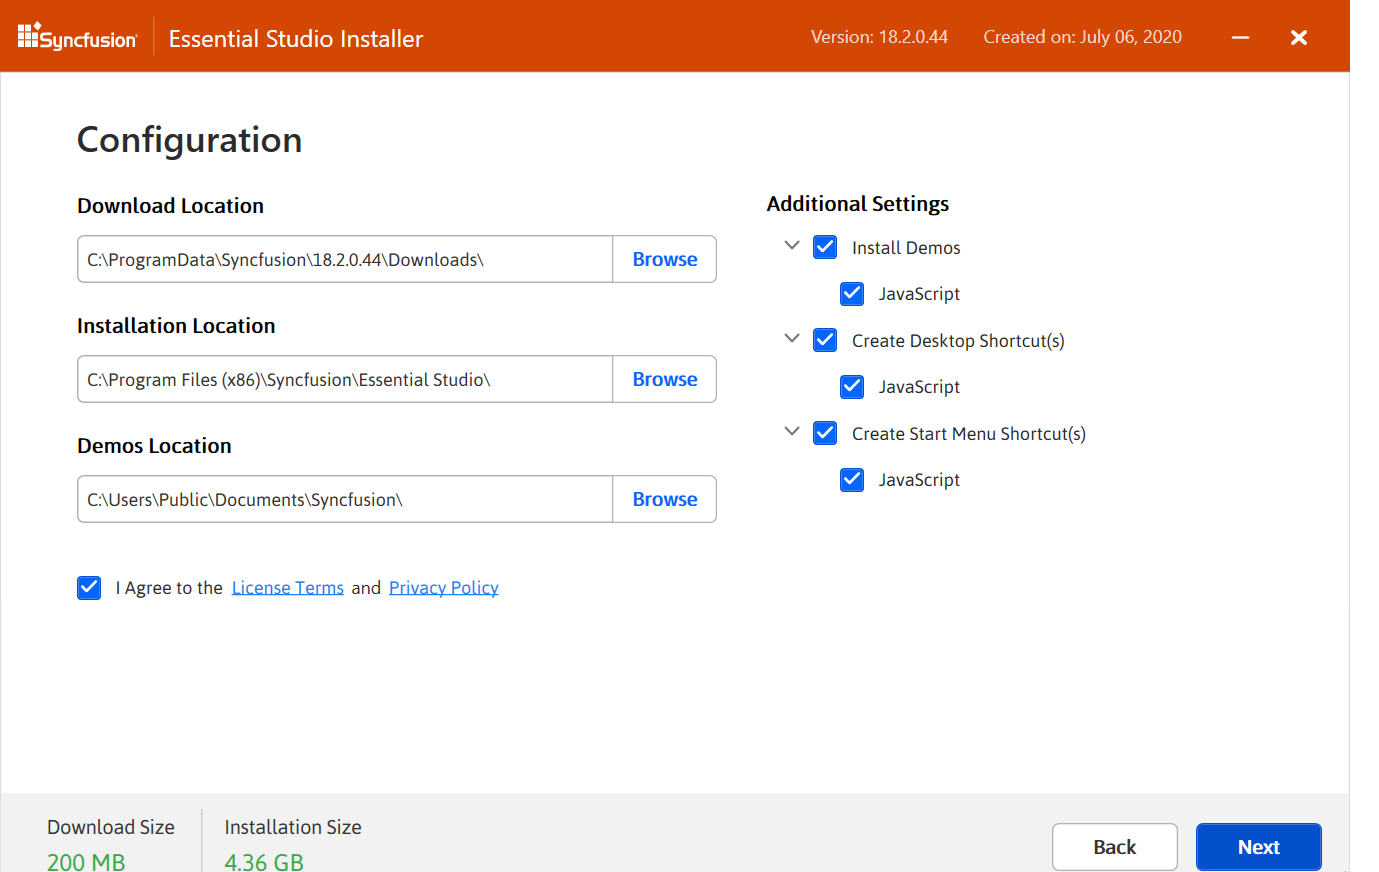 Syncfusion
Essential Studio Installer
Version: 18.2.0.44
Created on: July 06, 2020
Configuration
Download Location
C:\ProgramData\Syncfusion\18.2.0.44\Downloads\
Browse
Installation Location
C:\Program Files (x86)\Syncfusion\Essential Studio\
Browse
Demos Location
C:\Users\Public\Documents\Syncfusion\
Browse
I Agree to the License Terms and Privacy Policy
Additional Settings
Install Demos
JavaScript
Create Desktop Shortcut(s)
JavaScript
Create Start Menu Shortcut(s)
JavaScript
Download Size
200 MB
Installation Size
4.36 GB
Back
Next